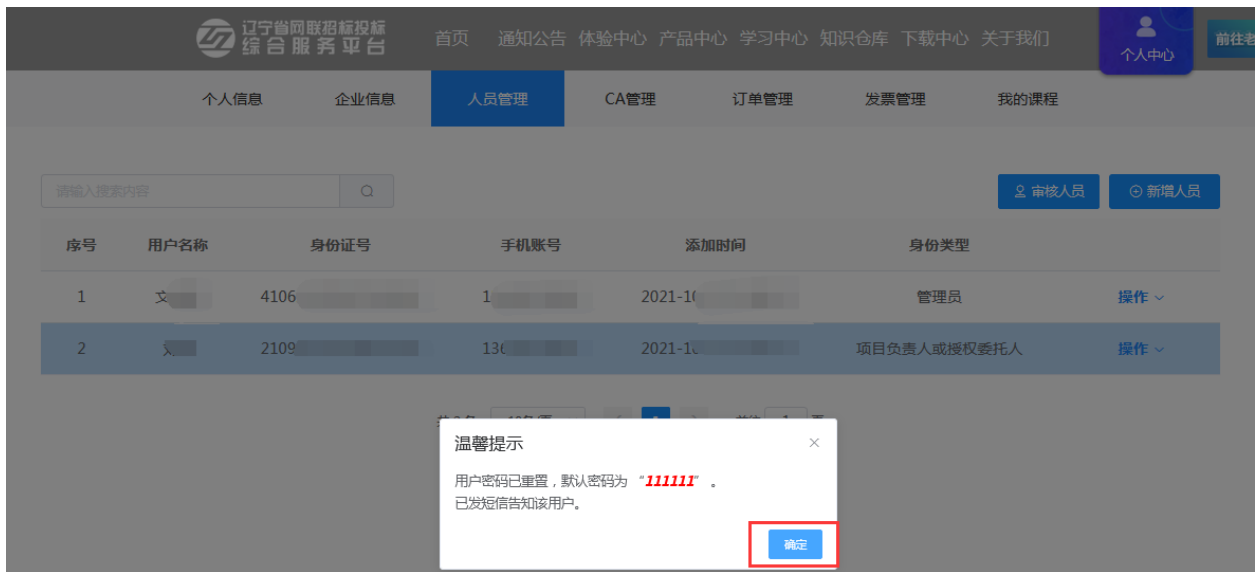 辽宁省网联招标投标
综合服务平台
首页 通知公告 体验中心 产品中心 学习中心 知识仓库 下载中心 关于我们
个人中心
前往老
个人信息 企业信息 人员管理 CA管理 订单管理 发票管理 我的课程
请输入搜索内容
审核人员 新增人员
序号 用户名称 身份证号 手机账号 添加时间 身份类型
1 文 4106 1 2021-10 管理员 操作
2 2109 136 2021-10 项目负责人或授权委托人 操作
温馨提示
用户密码已重置，默认密码为 “111111” 。
已发短信告知该用户。
确定